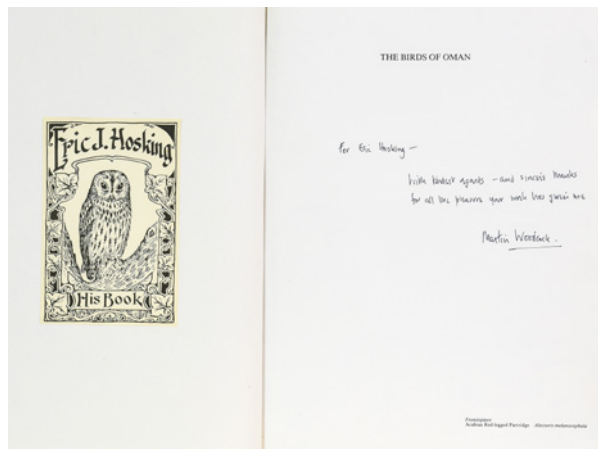 Eric J. Hosking
His Book
THE BIRDS OF OMAN
For Eric Hosking —
With kindest regards — and sincere thanks
for all the pleasure your work has given me
Martin Woodcock.
Frontispiece
Arabian Red-legged Partridge Alectoris melanocephala